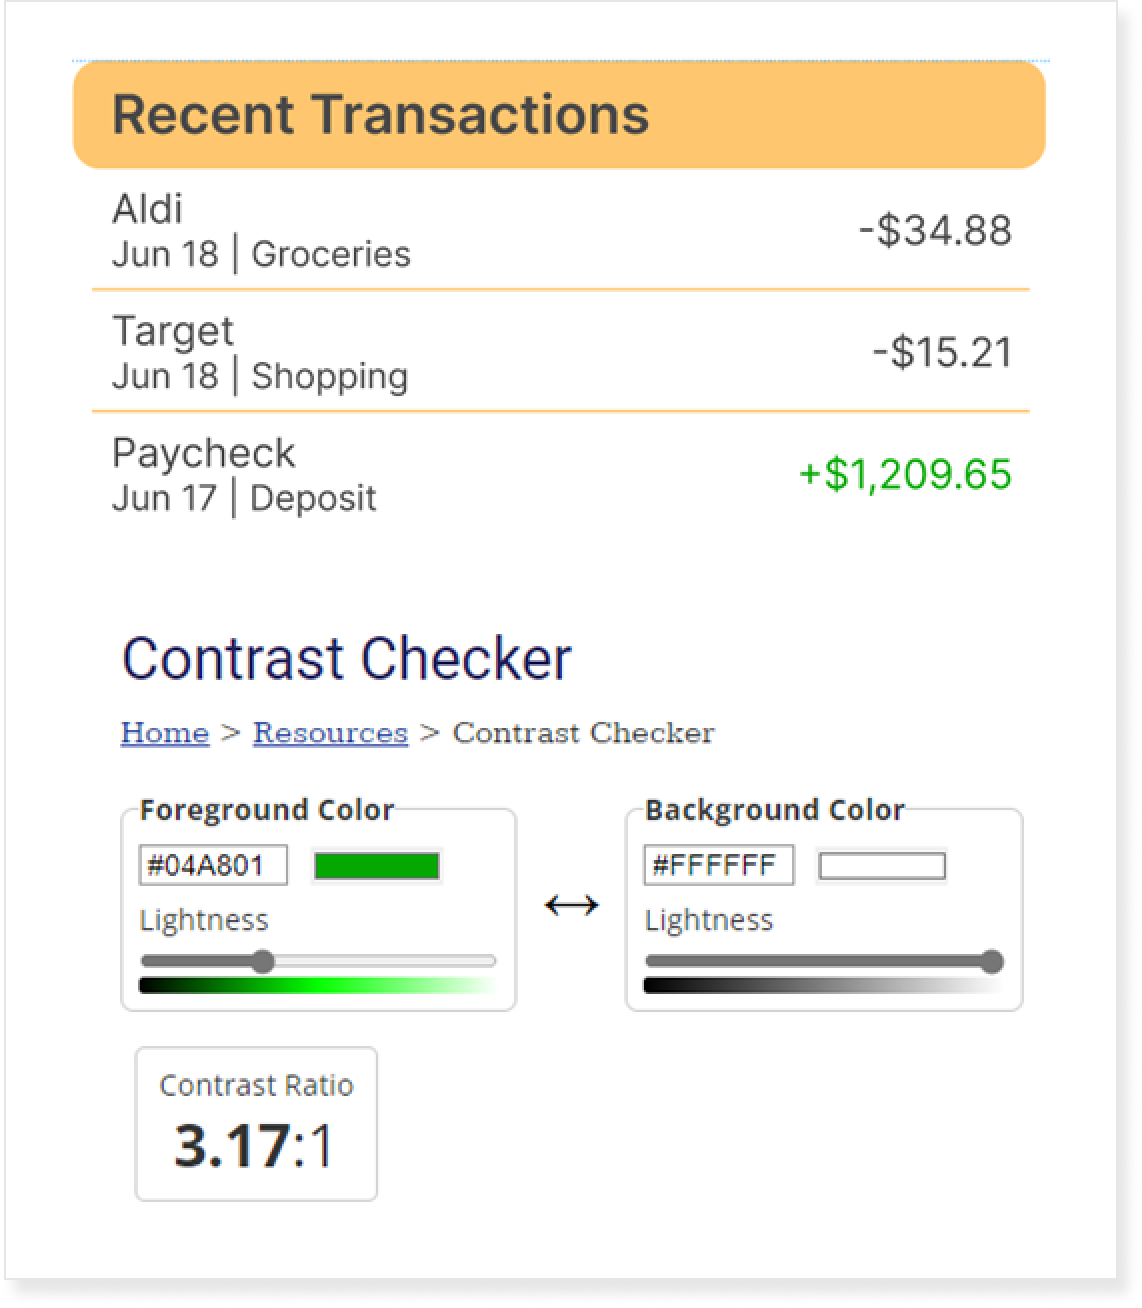 Recent Transactions
Aldi
Jun 18 | Groceries
-$34.88
Target
Jun 18 | Shopping
-$15.21
Paycheck
Jun 17 | Deposit
+$1,209.65
Contrast Checker
Home > Resources > Contrast Checker
Foreground Color
#04A801
Lightness
Background Color
#FFFFFF
Lightness
Contrast Ratio
3.17:1